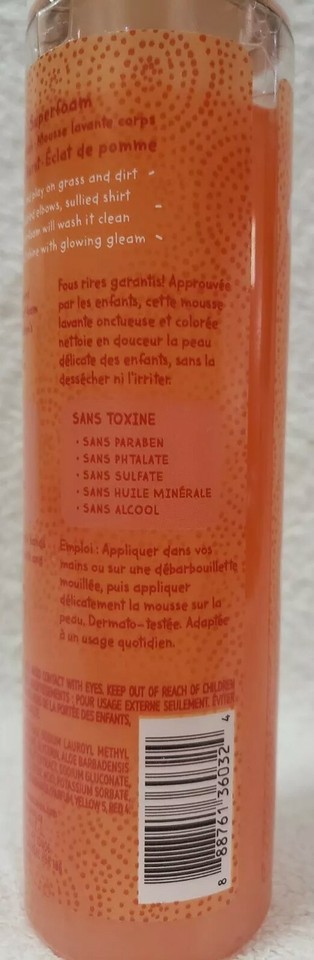 Superfoam
Mousse lavante corps
Éclat de pomme
play on grass and dirt
elbows, sullied shirt
will wash it clean
with glowing gleam
Fous rires garantis! Approuvée
par les enfants, cette mousse
lavante onctueuse et colorée
nettoie en douceur la peau
délicate des enfants, sans la
dessécher ni l'irriter.
SANS TOXINE
• SANS PARABEN
• SANS PHTALATE
• SANS SULFATE
• SANS HUILE MINÉRALE
• SANS ALCOOL
Emploi : Appliquer dans vos
mains ou sur une débarbouillette
mouillée, puis appliquer
délicatement la mousse sur la
peau. Dermato-testée. Adaptée
à un usage quotidien.
CONTACT WITH EYES. KEEP OUT OF REACH OF CHILDREN
: POUR USAGE EXTERNE SEULEMENT. ÉVITER
DE LA PORTÉE DES ENFANTS,
LAUROYL METHYL
ALOE BARBADENSIS
SODIUM GLUCONATE,
POTASSIUM SORBATE,
YELLOW 5, RED 4
8 88761 36032 4